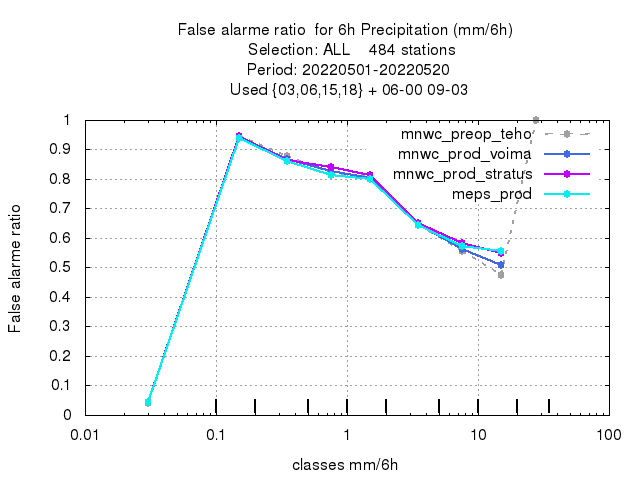 False alarme ratio  for 6h Precipitation (mm/6h)
Selection: ALL    484 stations
Period: 20220501-20220520
Used {03,06,15,18} + 06-00 09-03
mnwc_preop_teho
mnwc_prod_voima
mnwc_prod_stratus
meps_prod
False alarme ratio
1
0.9
0.8
0.7
0.6
0.5
0.4
0.3
0.2
0.1
0
0.01 0.1 1 10 100
classes mm/6h